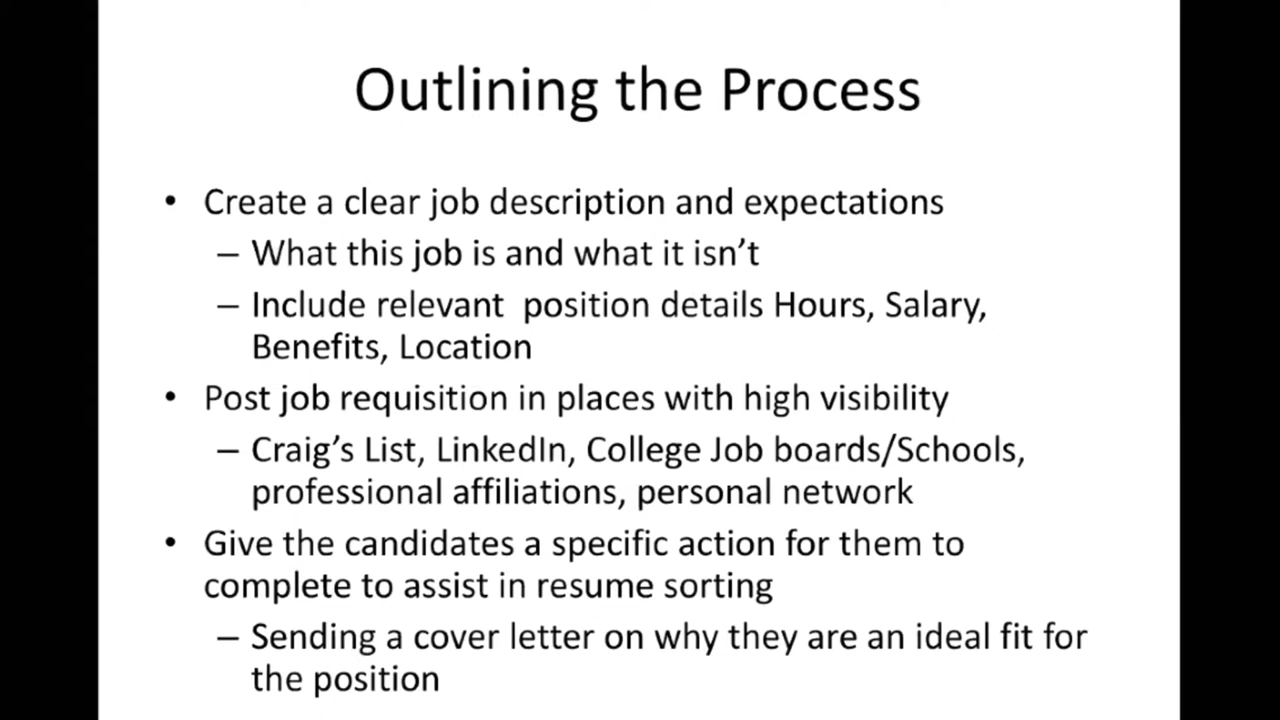 Outlining the Process
• Create a clear job description and expectations
– What this job is and what it isn’t
– Include relevant  position details Hours, Salary,
Benefits, Location
• Post job requisition in places with high visibility
– Craig’s List, LinkedIn, College Job boards/Schools,
professional affiliations, personal network
• Give the candidates a specific action for them to
complete to assist in resume sorting
– Sending a cover letter on why they are an ideal fit for
the position